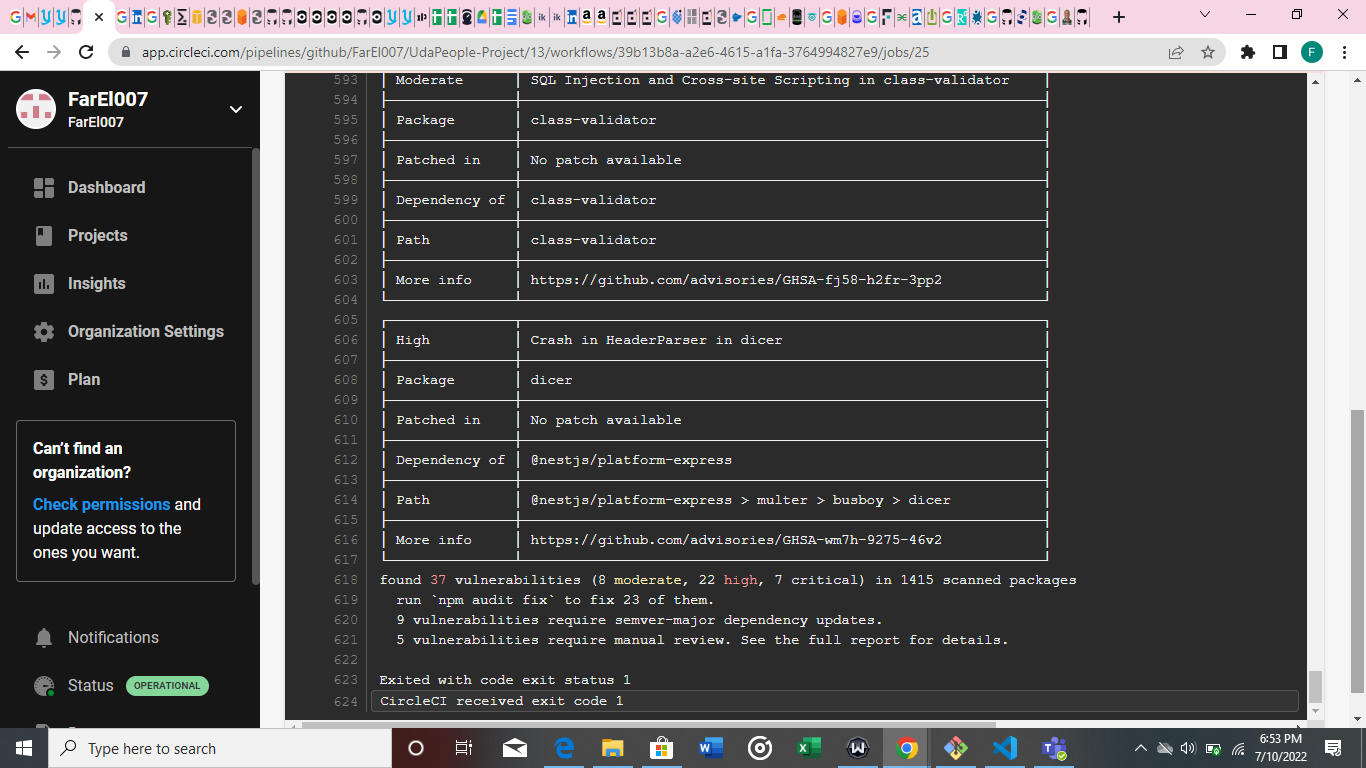 app.circleci.com/pipelines/github/FarEl007/UdaPeople-Project/13/workflows/39b13b8a-a2e6-4615-a1fa-3764994827e9/jobs/25
F
FarEl007
FarEl007
Dashboard
Projects
Insights
Organization Settings
Plan
Can't find an
organization?
Check permissions and
update access to the
ones you want.
Notifications
Status OPERATIONAL
593 Moderate SQL Injection and Cross-site Scripting in class-validator
594
595 Package class-validator
596
597 Patched in No patch available
598
599 Dependency of class-validator
600
601 Path class-validator
602
603 More info https://github.com/advisories/GHSA-fj58-h2fr-3pp2
604
605
606 High Crash in HeaderParser in dicer
607
608 Package dicer
609
610 Patched in No patch available
611
612 Dependency of @nestjs/platform-express
613
614 Path @nestjs/platform-express > multer > busboy > dicer
615
616 More info https://github.com/advisories/GHSA-wm7h-9275-46v2
617
618 found 37 vulnerabilities (8 moderate, 22 high, 7 critical) in 1415 scanned packages
619 run `npm audit fix` to fix 23 of them.
620 9 vulnerabilities require semver-major dependency updates.
621 5 vulnerabilities require manual review. See the full report for details.
622
623 Exited with code exit status 1
624 CircleCI received exit code 1
Type here to search
6:53 PM
7/10/2022